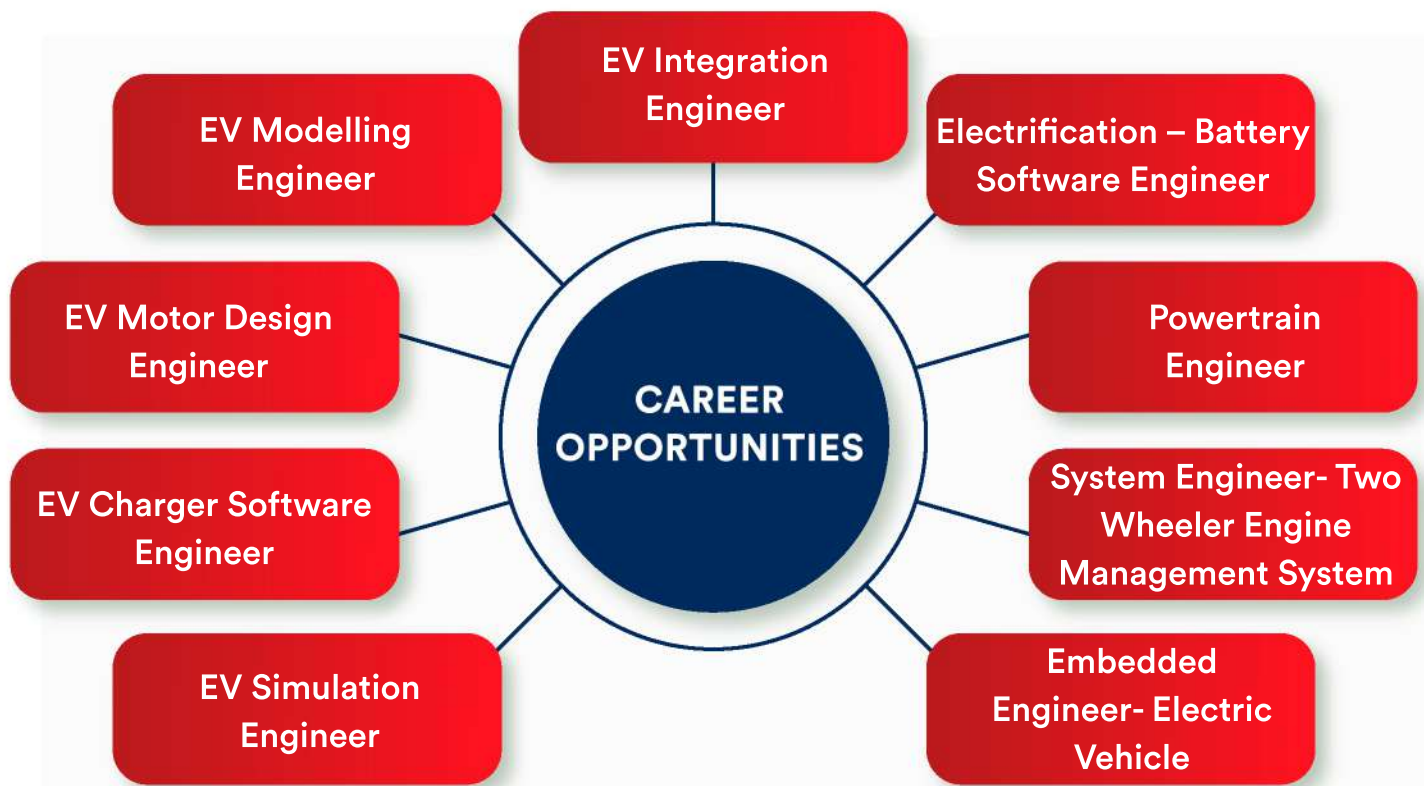 EV Integration
Engineer
EV Modelling
Engineer
Electrification – Battery
Software Engineer
EV Motor Design
Engineer
Powertrain
Engineer
CAREER
OPPORTUNITIES
EV Charger Software
Engineer
System Engineer- Two
Wheeler Engine
Management System
EV Simulation
Engineer
Embedded
Engineer- Electric
Vehicle